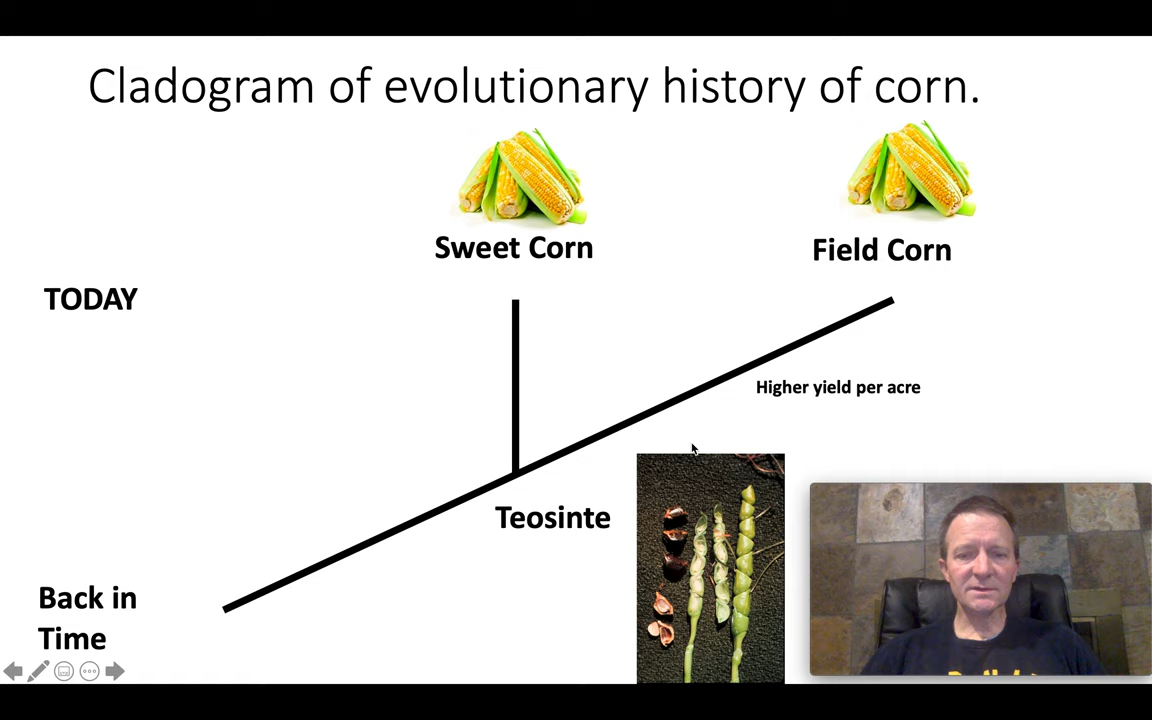 Cladogram of evolutionary history of corn.
Sweet Corn
Field Corn
TODAY
Higher yield per acre
Teosinte
Back in
Time